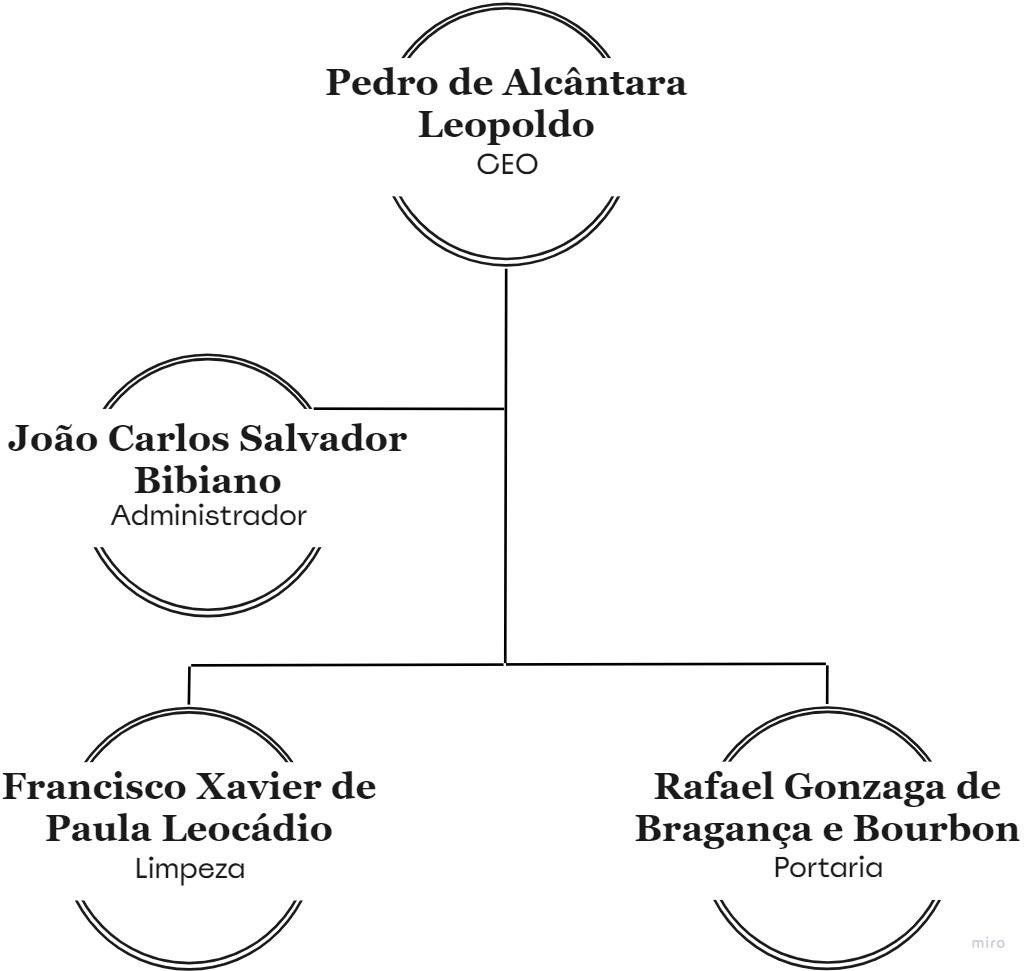 Pedro de Alcântara
Leopoldo
CEO
João Carlos Salvador
Bibiano
Administrador
Francisco Xavier de
Paula Leocádio
Limpeza
Rafael Gonzaga de
Bragança e Bourbon
Portaria
miro